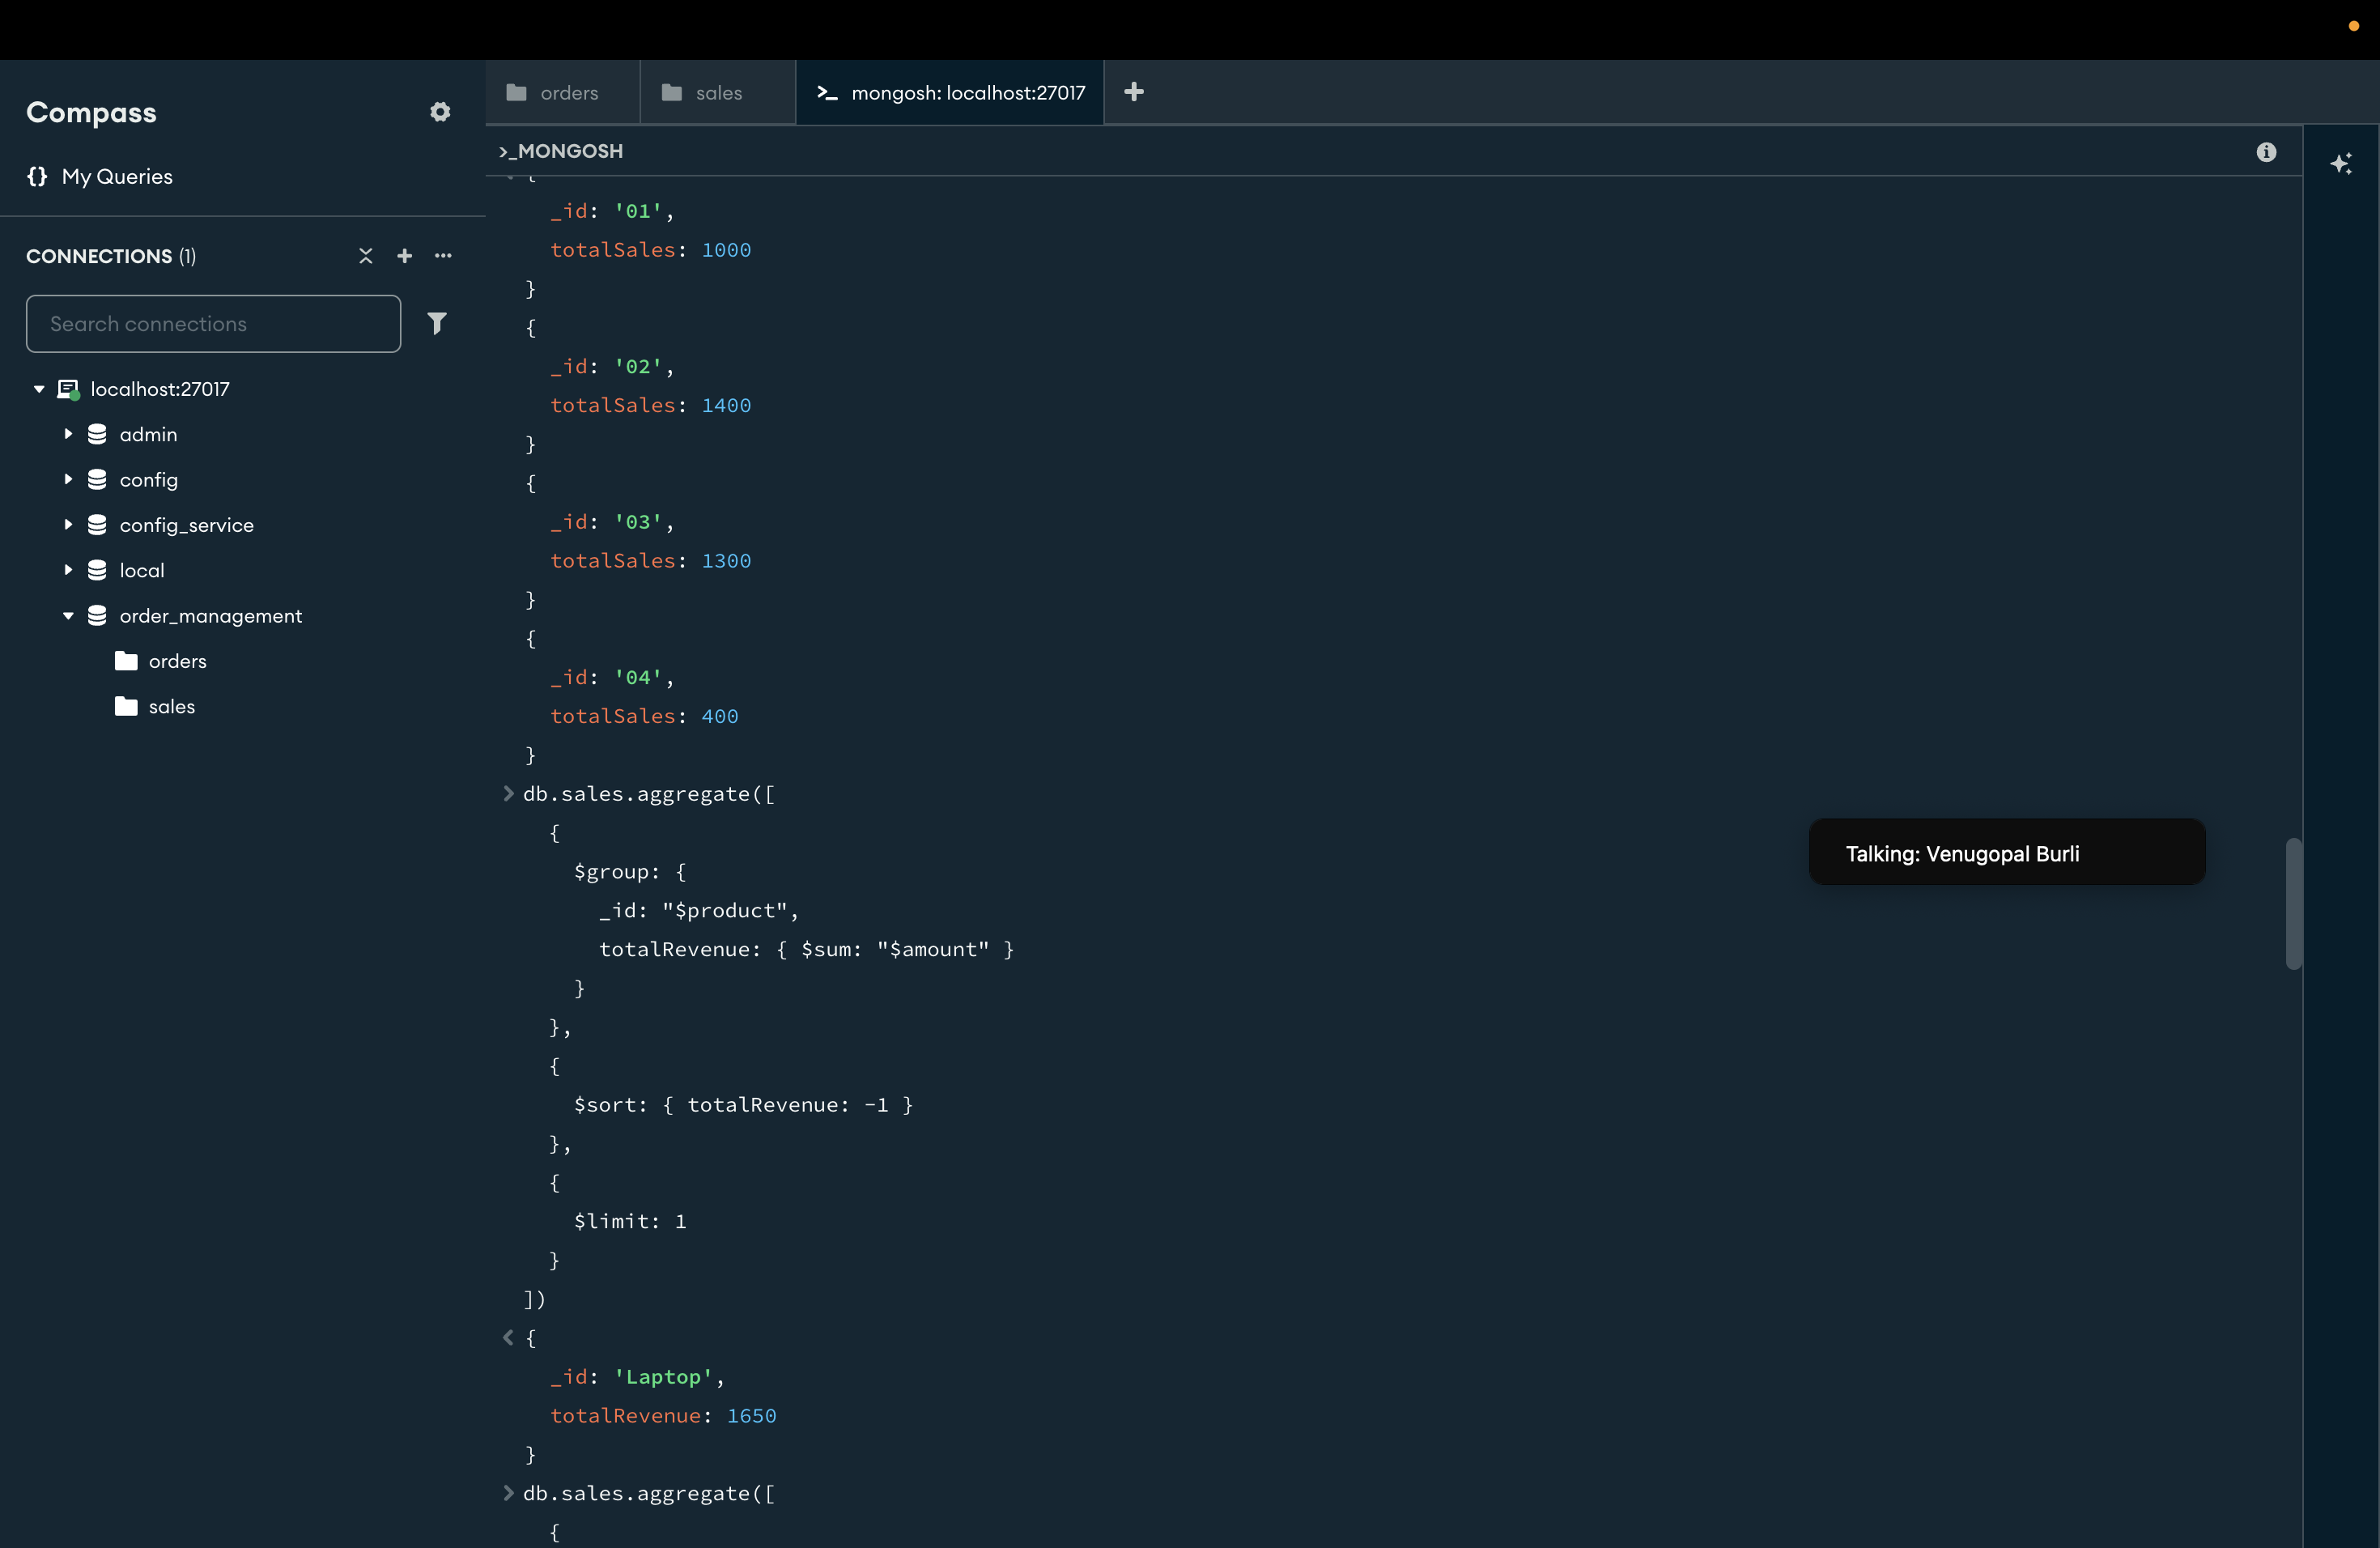 Compass
My Queries
CONNECTIONS (1)
Search connections
localhost:27017
admin
config
config_service
local
order_management
orders
sales
orders
sales
>_ mongosh: localhost:27017
+
>_MONGOSH
{
_id: '01',
totalSales: 1000
}
{
_id: '02',
totalSales: 1400
}
{
_id: '03',
totalSales: 1300
}
{
_id: '04',
totalSales: 400
}
> db.sales.aggregate([
{
$group: {
_id: "$product",
totalRevenue: { $sum: "$amount" }
}
},
{
$sort: { totalRevenue: -1 }
},
{
$limit: 1
}
])
< {
_id: 'Laptop',
totalRevenue: 1650
}
> db.sales.aggregate([
{
Talking: Venugopal Burli